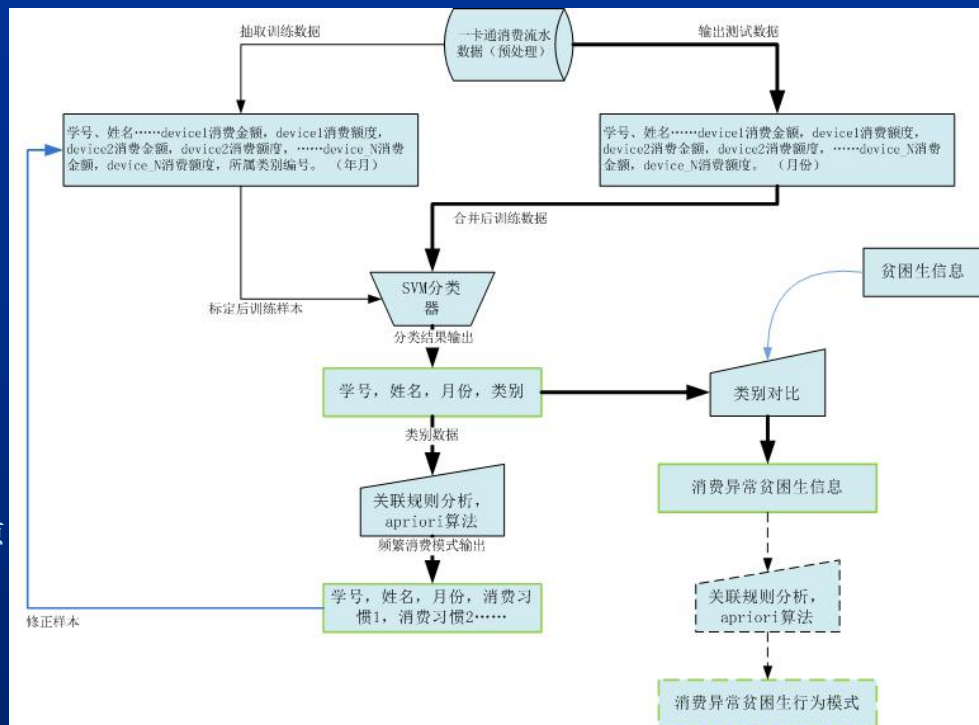 抽取训练数据
一卡通消费流水
数据（预处理）
输出测试数据
学号、姓名……device1消费金额，device1消费额度，
device2消费金额，device2消费额度，……device_N消费
金额，device_N消费额度，所属类别编号。 （年月）
学号、姓名……device1消费金额，device1消费额度，
device2消费金额，device2消费额度，……device_N消费
金额，device_N消费额度。 （月份）
合并后训练数据
贫困生信息
SVM分类
器
标定后训练样本
分类结果输出
学号，姓名，月份，类别
类别对比
类别数据
消费异常贫困生信息
关联规则分析，
apriori算法
频繁消费模式输出
学号，姓名，月份，消费习
惯1，消费习惯2……
修正样本
关联规则分析，
apriori算法
消费异常贫困生行为模式